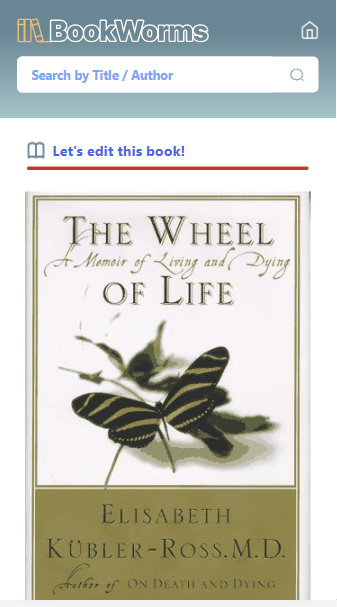 BookWorms
Search by Title / Author
Let's edit this book!
THE WHEEL
A Memoir of Living and Dying
OF LIFE
ELISABETH
KÜBLER-ROSS, M.D.
Author of ON DEATH AND DYING